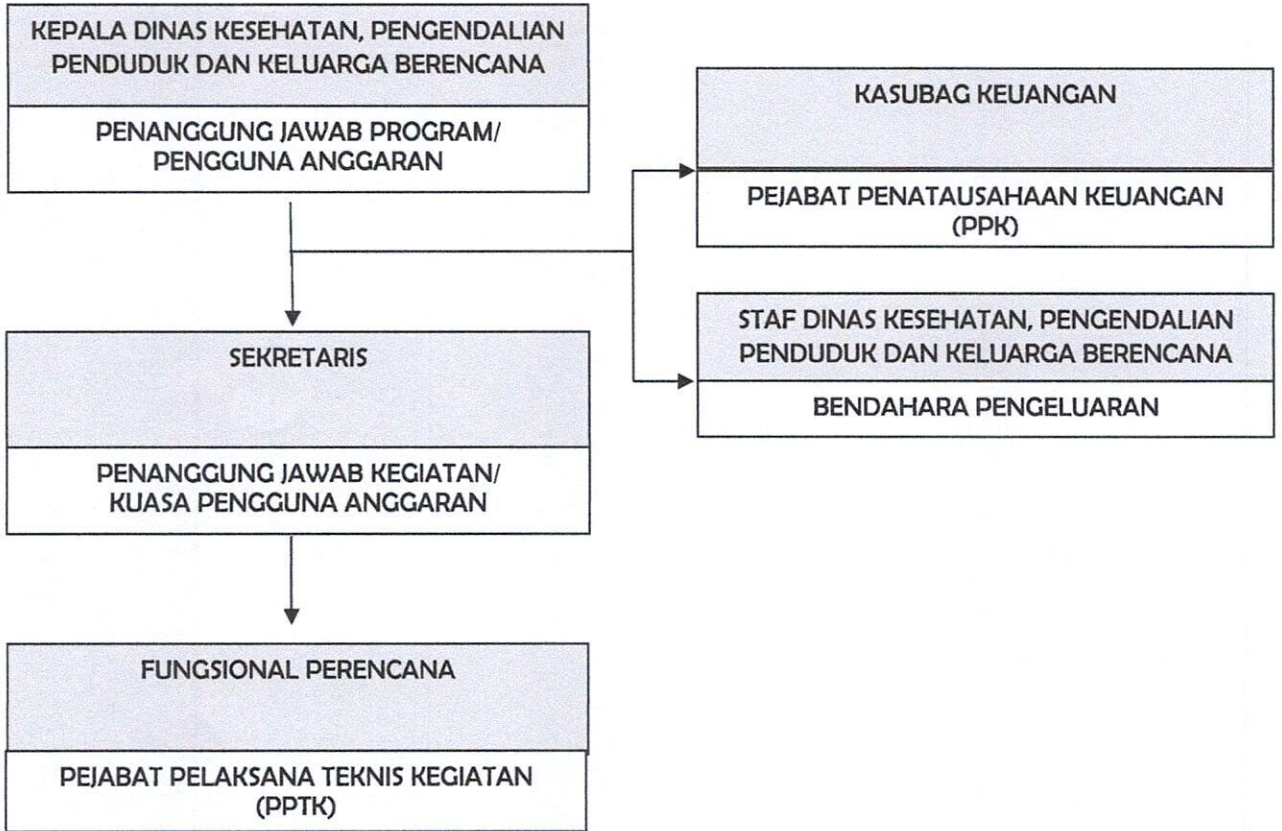 KEPALA DINAS KESEHATAN, PENGENDALIAN
PENDUDUK DAN KELUARGA BERENCANA
PENANGGUNG JAWAB PROGRAM/
PENGGUNA ANGGARAN
KASUBAG KEUANGAN
PEJABAT PENATAUSAHAAN KEUANGAN
(PPK)
STAF DINAS KESEHATAN, PENGENDALIAN
PENDUDUK DAN KELUARGA BERENCANA
BENDAHARA PENGELUARAN
SEKRETARIS
PENANGGUNG JAWAB KEGIATAN/
KUASA PENGGUNA ANGGARAN
FUNGSIONAL PERENCANA
PEJABAT PELAKSANA TEKNIS KEGIATAN
(PPTK)